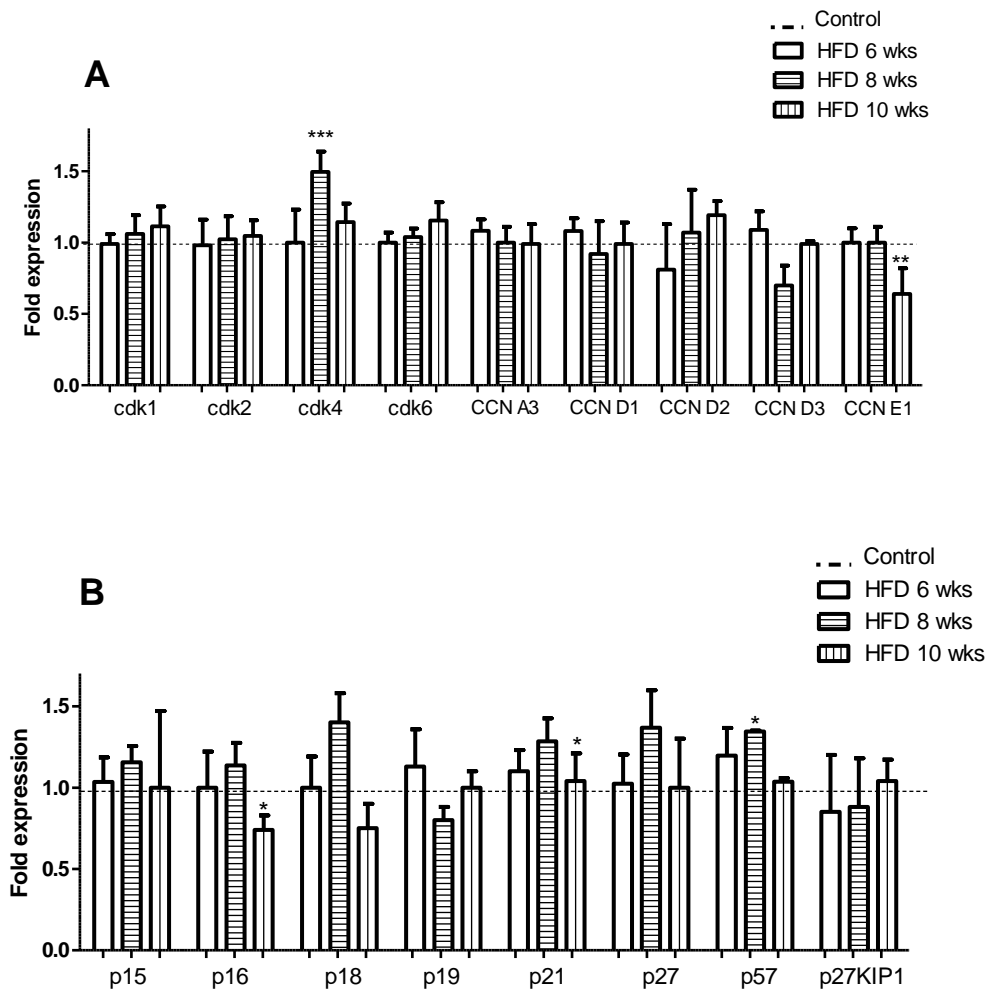 Control
HFD 6 wks
HFD 8 wks
HFD 10 wks
A
Fold expression
1.5
1.0
0.5
0.0
***
**
cdk1 cdk2 cdk4 cdk6 CCN A3 CCN D1 CCN D2 CCN D3 CCN E1
Control
HFD 6 wks
HFD 8 wks
HFD 10 wks
B
Fold expression
1.5
1.0
0.5
0.0
*
*
*
p15 p16 p18 p19 p21 p27 p57 p27KIP1